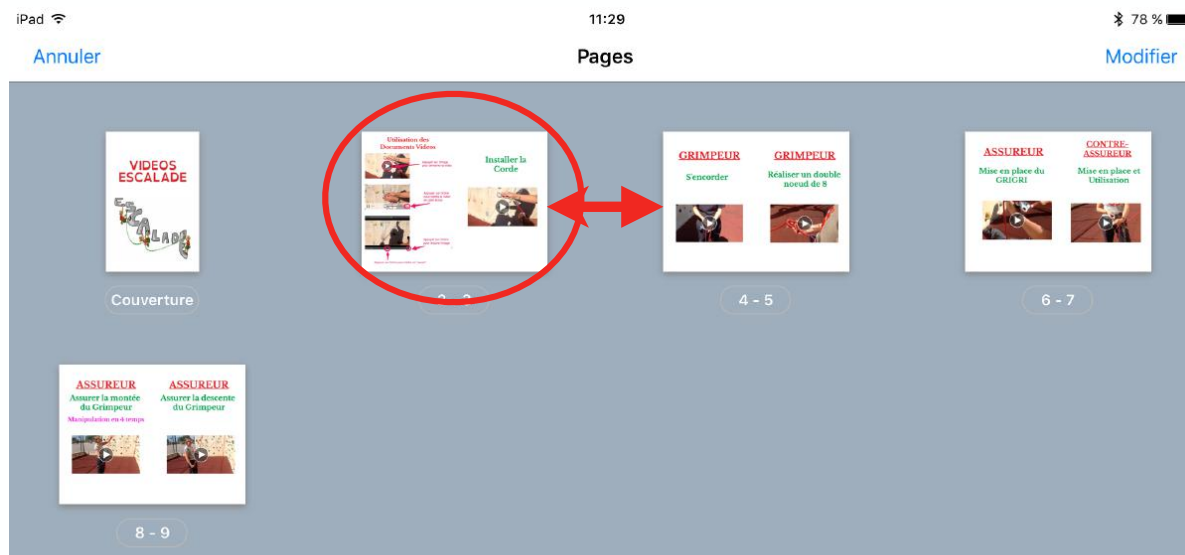 iPad 11:29 78 %
Annuler Pages Modifier
VIDEOS
ESCALADE
ESCALADE
Couverture
Utilisation des
Documents Videos
Installer la
Corde
2 - 3
GRIMPEUR
S'encorder
GRIMPEUR
Réaliser un double
noeud de 8
4 - 5
ASSUREUR
Mise en place du
GRIGRI
CONTRE-
ASSUREUR
Mise en place et
Utilisation
6 - 7
ASSUREUR
Assurer la montée
du Grimpeur
Manipulation en 4 temps
ASSUREUR
Assurer la descente
du Grimpeur
8 - 9